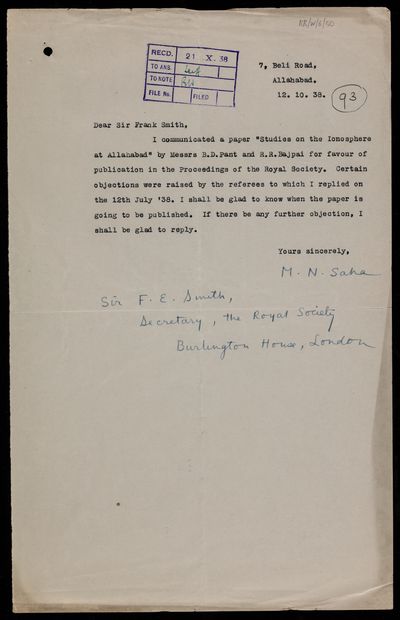 RR/W/6/50
RECD. 21 X. 38
TO ANS.
TO NOTE
FILE No. FILED
7, Beli Road,
Allahabad.
12. 10. 38.
93
Dear Sir Frank Smith,
I communicated a paper "Studies on the Ionosphere
at Allahabad" by Messrs B.D.Pant and R.R.Bajpai for favour of
publication in the Proceedings of the Royal Society. Certain
objections were raised by the referees to which I replied on
the 12th July '38. I shall be glad to know when the paper is
going to be published. If there be any further objection, I
shall be glad to reply.
Yours sincerely,
M. N. Saha
Sir F. E. Smith,
Secretary, the Royal Society
Burlington House, London